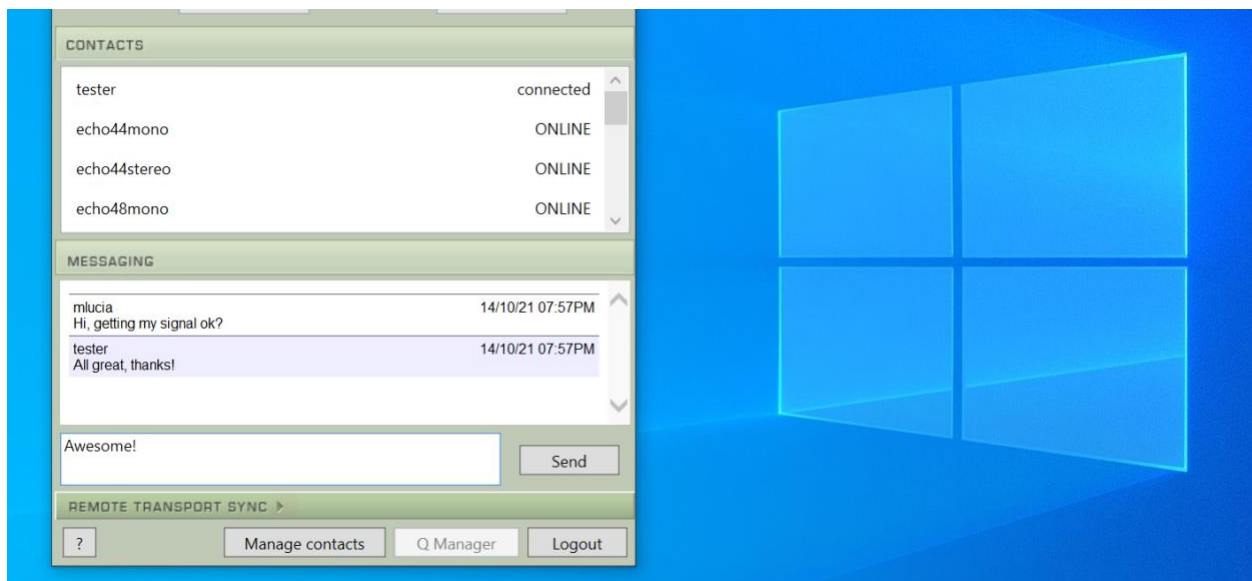 CONTACTS
tester connected
echo44mono ONLINE
echo44stereo ONLINE
echo48mono ONLINE
MESSAGING
mlucia 14/10/21 07:57PM
Hi, getting my signal ok?
tester 14/10/21 07:57PM
All great, thanks!
Awesome!
Send
REMOTE TRANSPORT SYNC
? Manage contacts Q Manager Logout